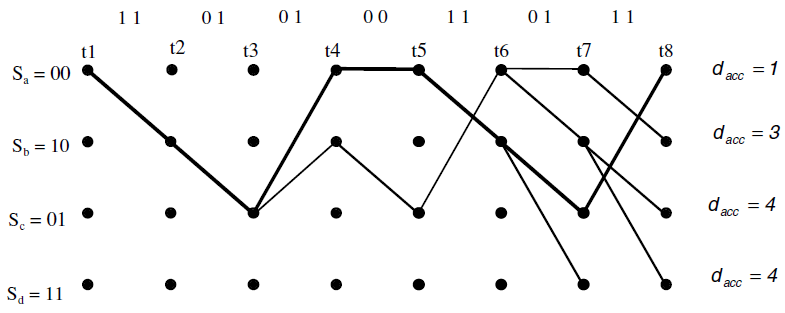 1 1 0 1 0 1 0 0 1 1 0 1 1 1
t1 t2 t3 t4 t5 t6 t7 t8
Sa = 00 dacc = 1
Sb = 10 dacc = 3
Sc = 01 dacc = 4
Sd = 11 dacc = 4